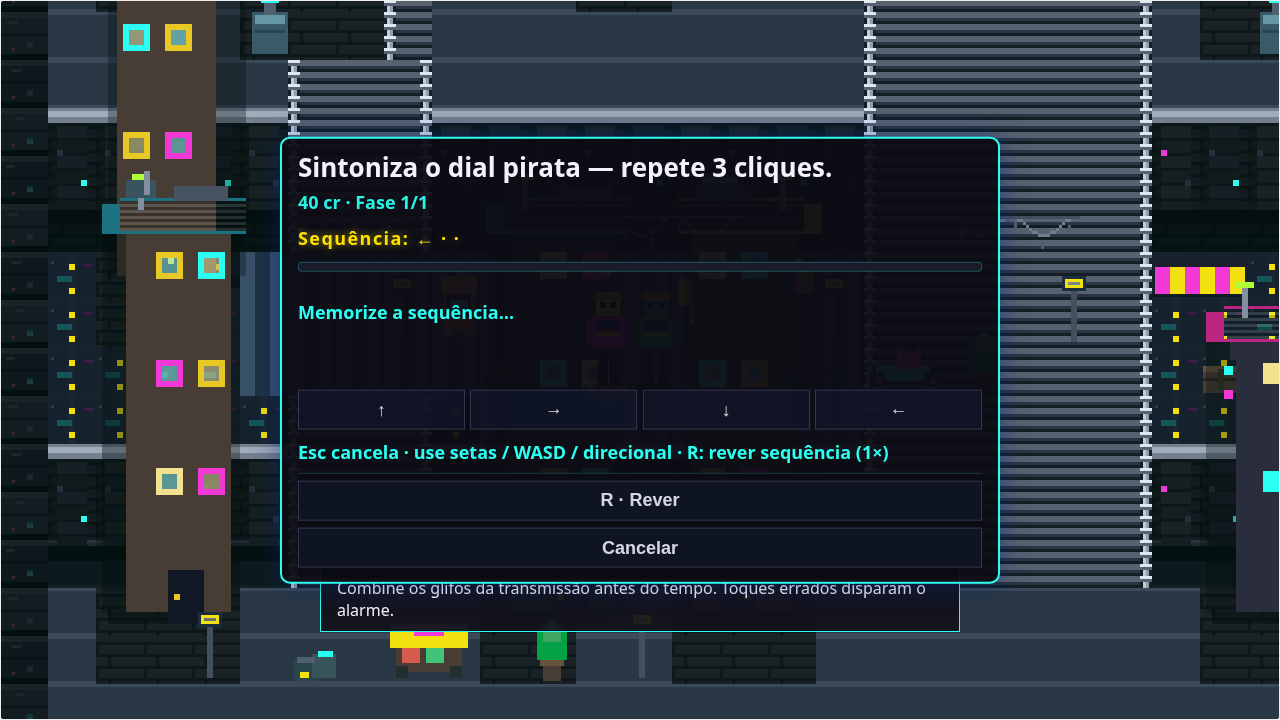 Sintoniza o dial pirata — repete 3 cliques.
40 cr · Fase 1/1
Sequência: ← · ·
Memorize a sequência...
↑ → ↓ ←
Esc cancela · use setas / WASD / direcional · R: rever sequência (1×)
R · Rever
Cancelar
Combine os glifos da transmissão antes do tempo. Toques errados disparam o
alarme.